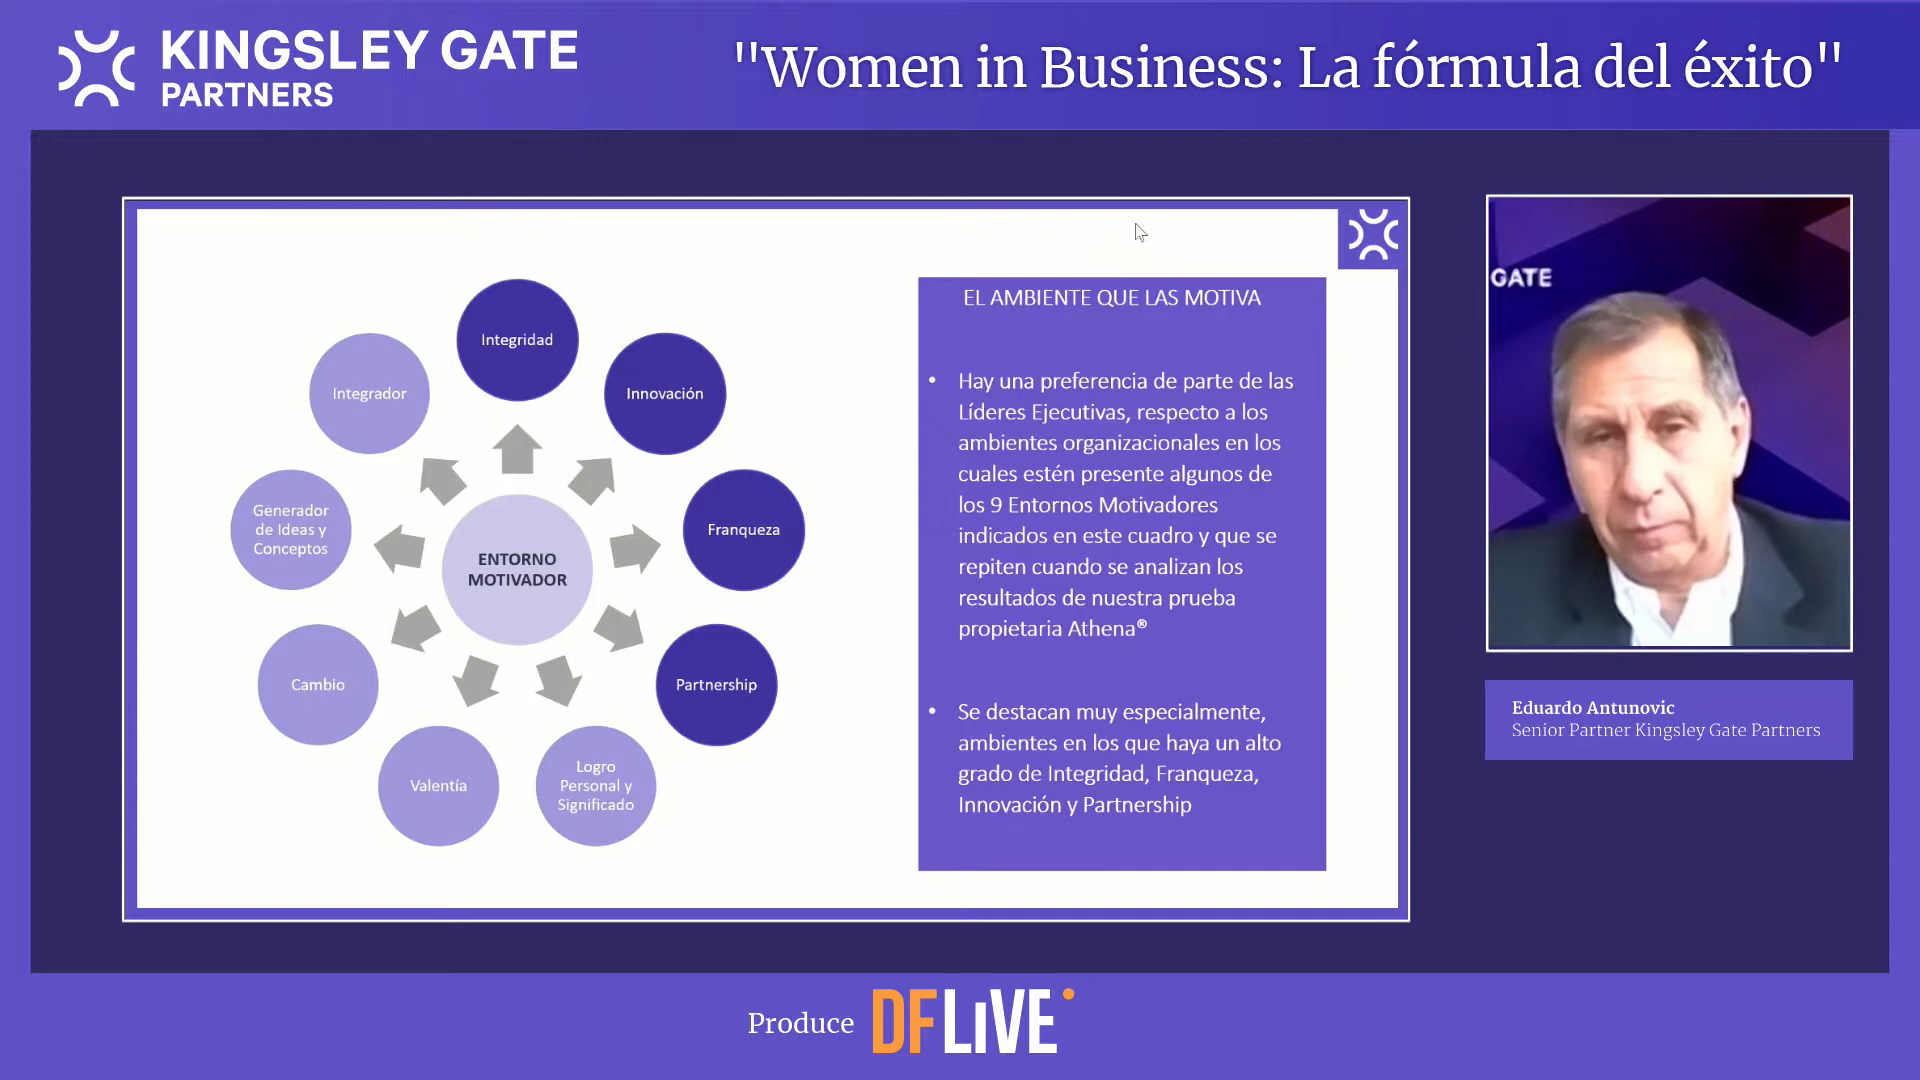 KINGSLEY GATE
PARTNERS
"Women in Business: La fórmula del éxito"
Integridad
Innovación
Franqueza
Partnership
Logro
Personal y
Significado
Valentía
Cambio
Generador
de Ideas y
Conceptos
Integrador
ENTORNO
MOTIVADOR
EL AMBIENTE QUE LAS MOTIVA
• Hay una preferencia de parte de las
Líderes Ejecutivas, respecto a los
ambientes organizacionales en los
cuales estén presente algunos de
los 9 Entornos Motivadores
indicados en este cuadro y que se
repiten cuando se analizan los
resultados de nuestra prueba
propietaria Athena®
• Se destacan muy especialmente,
ambientes en los que haya un alto
grado de Integridad, Franqueza,
Innovación y Partnership
GATE
Eduardo Antunovic
Senior Partner Kingsley Gate Partners
Produce DFLiVE